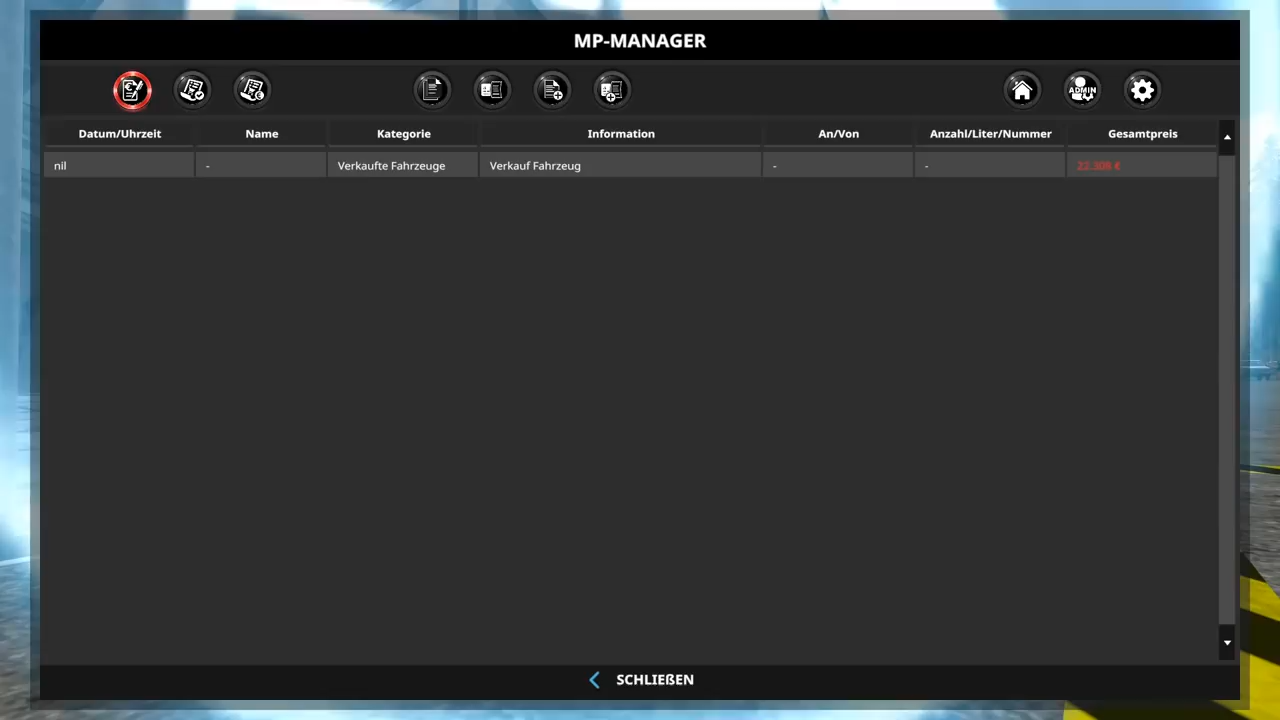 MP-MANAGER
ADMIN
Datum/Uhrzeit Name Kategorie Information An/Von Anzahl/Liter/Nummer Gesamtpreis
nil - Verkaufte Fahrzeuge Verkauf Fahrzeug - - €
SCHLIEßEN